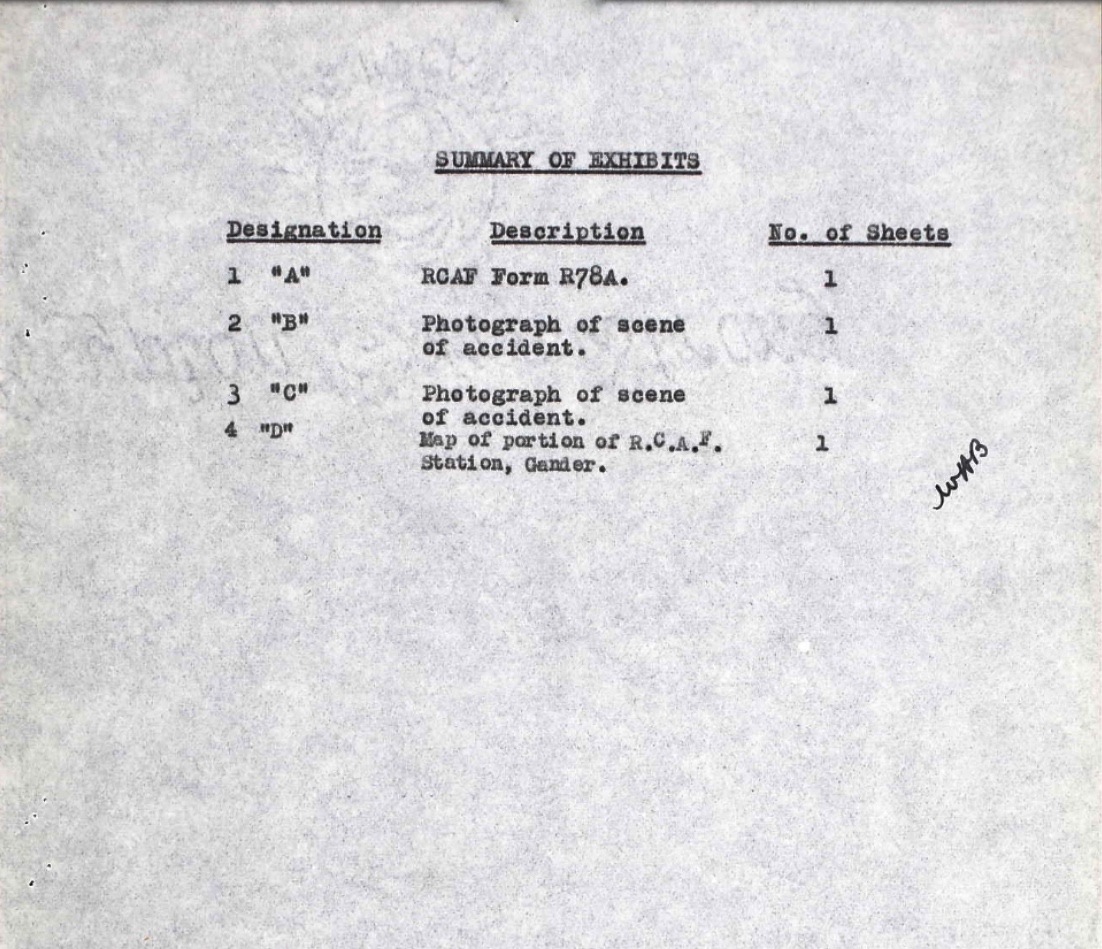 SUMMARY OF EXHIBITS
Designation Description No. of Sheets
1 "A" RCAF Form R78A. 1
2 "B" Photograph of scene 1
of accident.
3 "C" Photograph of scene 1
of accident.
4 "D" Map of portion of R.C.A.F. 1
Station, Gander.
WAB